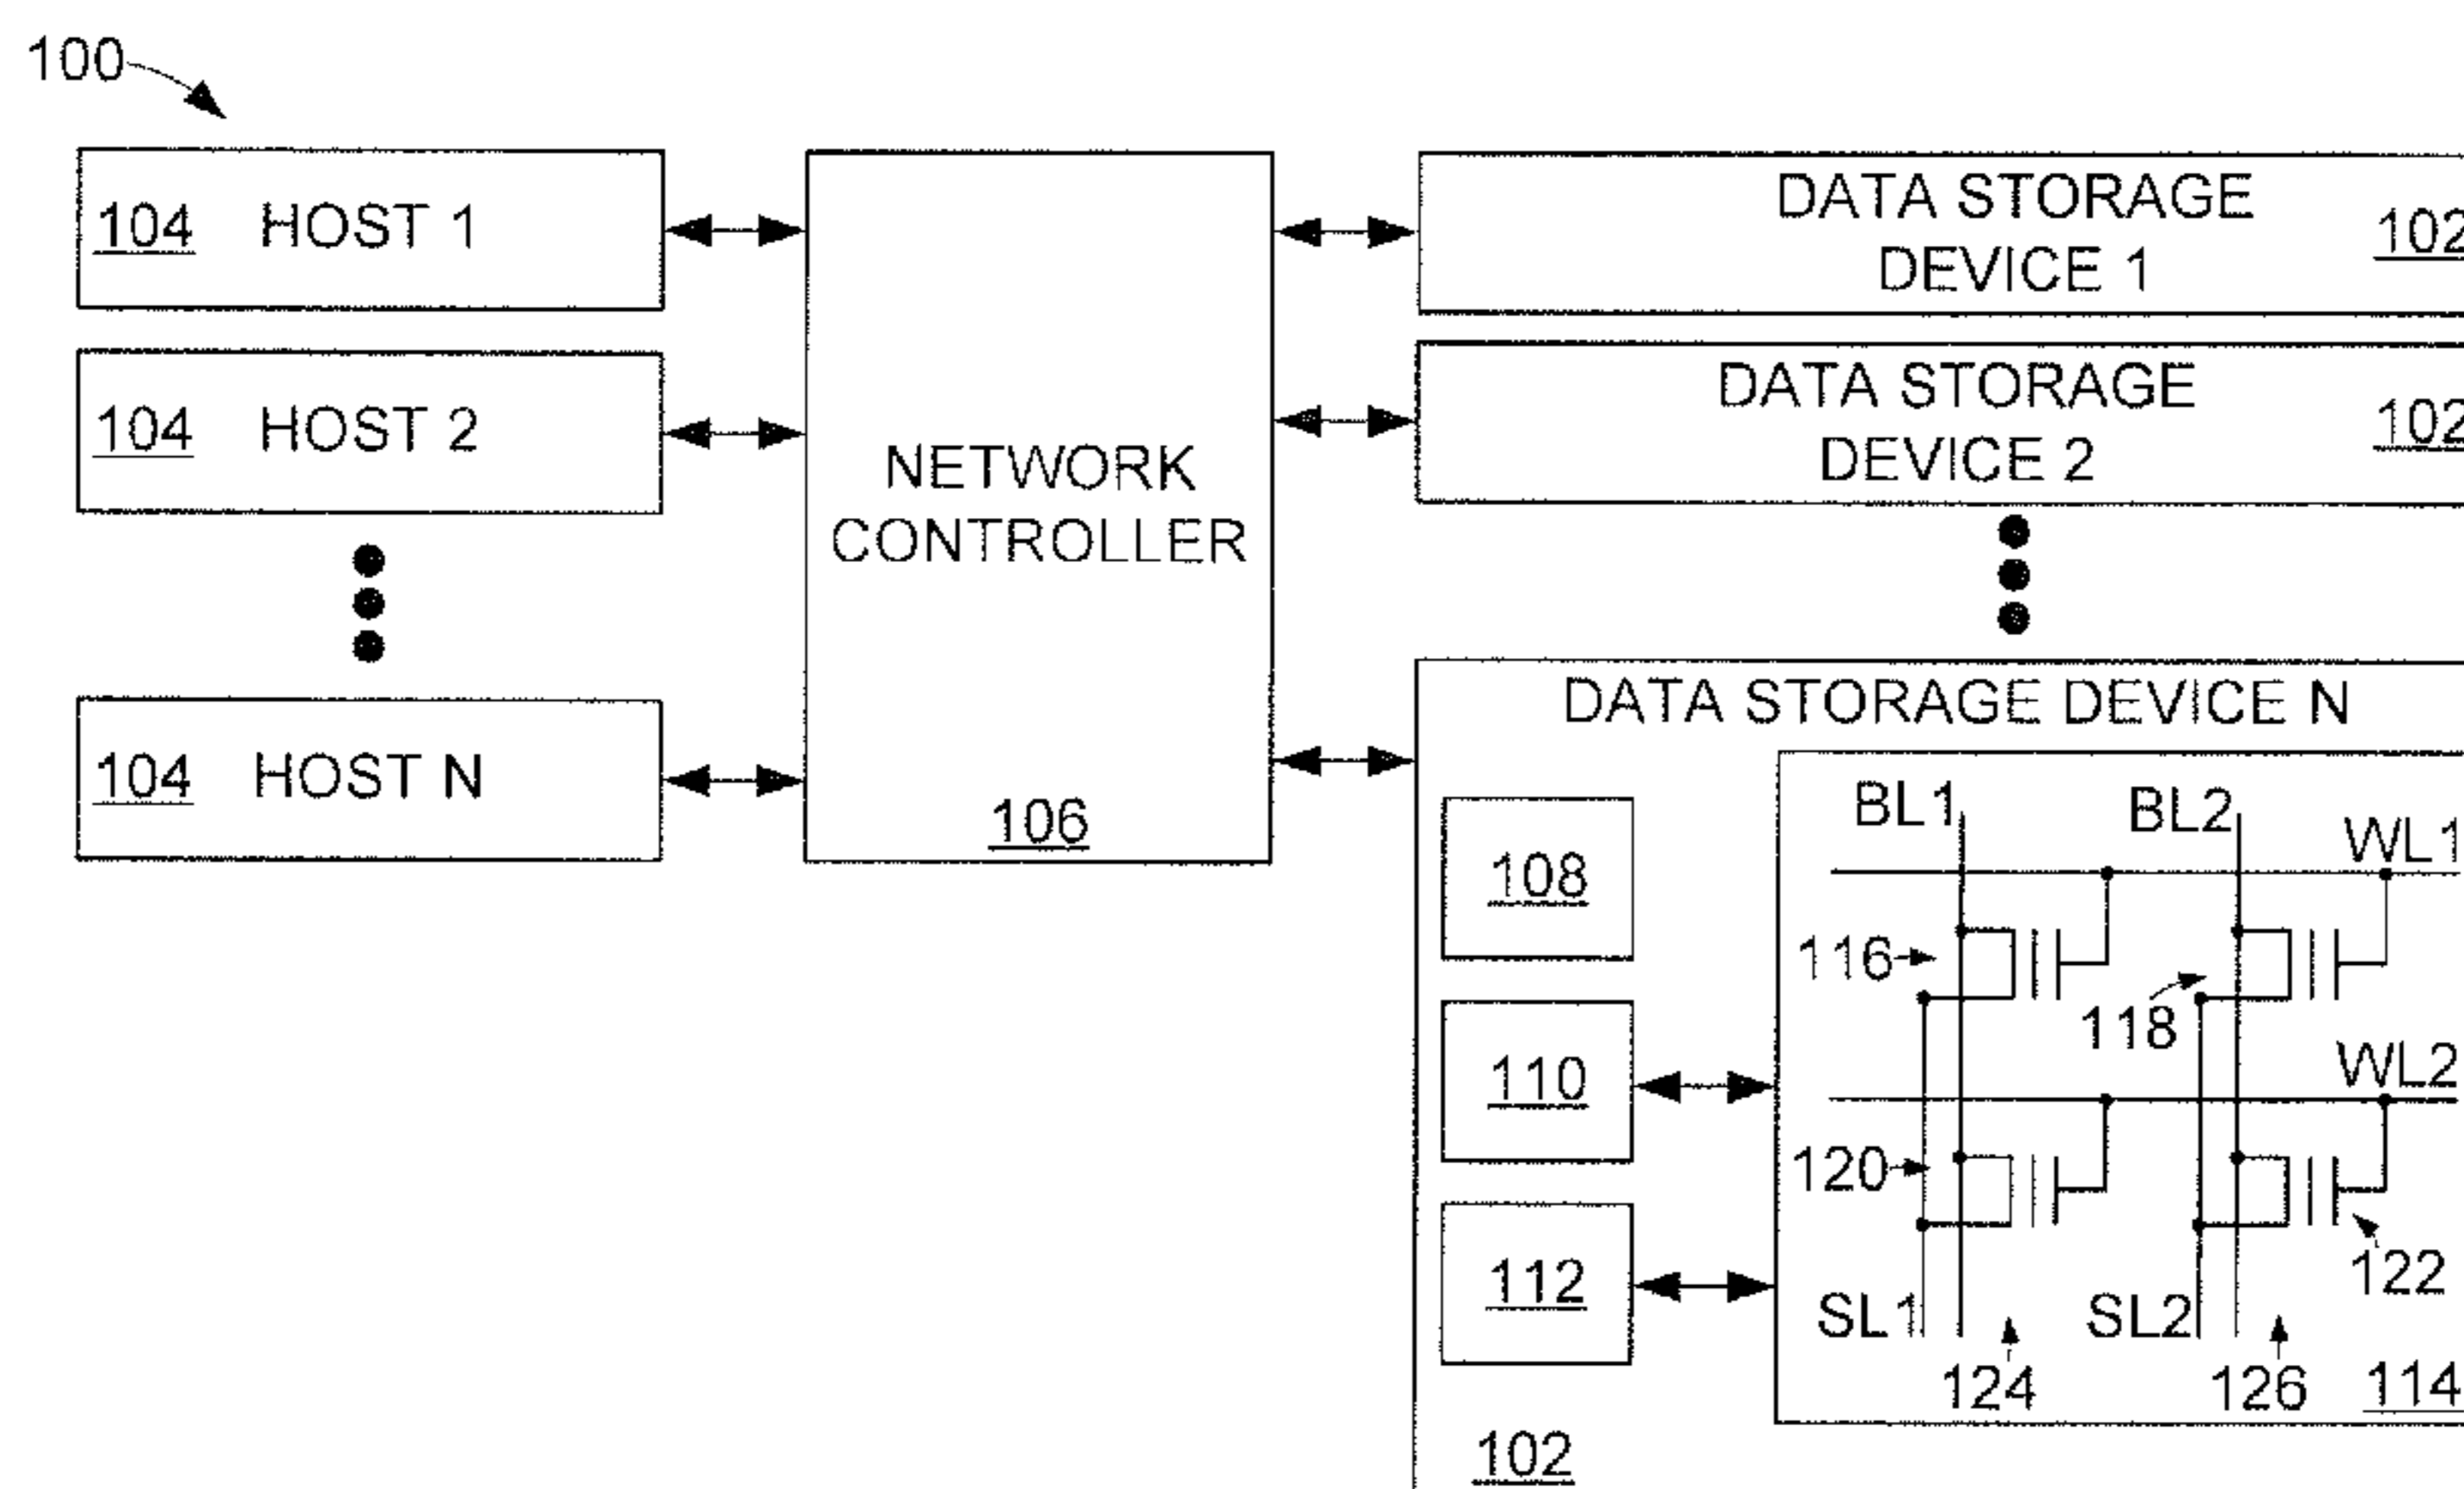 100
104 HOST 1
104 HOST 2
104 HOST N
NETWORK
CONTROLLER
106
DATA STORAGE
DEVICE 1
102
DATA STORAGE
DEVICE 2
102
DATA STORAGE DEVICE N
108
110
112
102
BL1
BL2
WL1
116
118
WL2
120
122
SL1
SL2
124
126
114